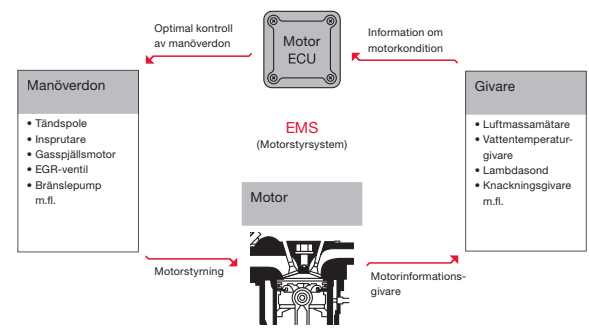 Optimal kontroll
av manöverdon
Motor
ECU
Information om
motorkondition
Manöverdon
• Tändspole
• Insprutare
• Gasspjällsmotor
• EGR-ventil
• Bränslepump
m.fl.
EMS
(Motorstyrsystem)
Givare
• Luftmassamätare
• Vattentemperatur-
givare
• Lambdasond
• Knackningsgivare
m.fl.
Motor
Motorstyrning
Motorinformations-
givare